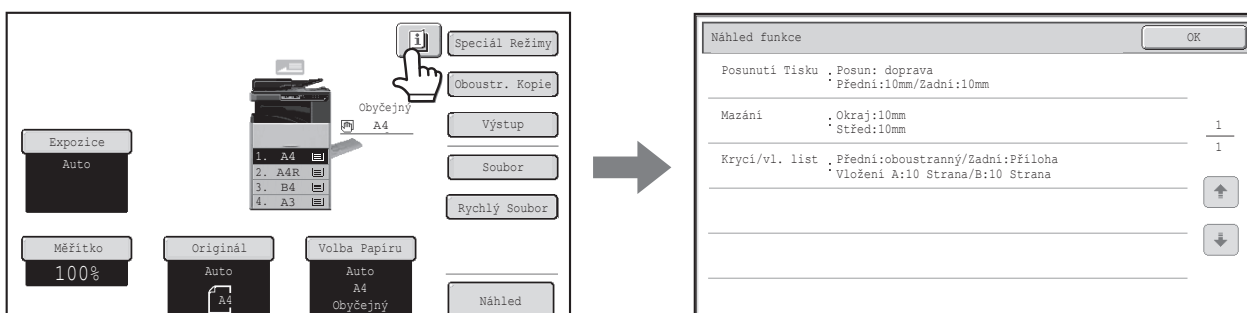 Speciál Režimy
Oboustr. Kopie
Obyčejný
A4
Výstup
Expozice
Auto
1. A4
2. A4R
3. B4
4. A3
Soubor
Rychlý Soubor
Měřítko
100%
Originál
Auto
A4
Volba Papíru
Auto
A4
Obyčejný
Náhled
Náhled funkce
OK
Posunutí Tisku : Posun: doprava
Přední:10mm/Zadní:10mm
Mazání : Okraj:10mm
Střed:10mm
Krycí/vl. list : Přední:oboustranný/Zadní:Příloha
Vložení A:10 Strana/B:10 Strana
1
1